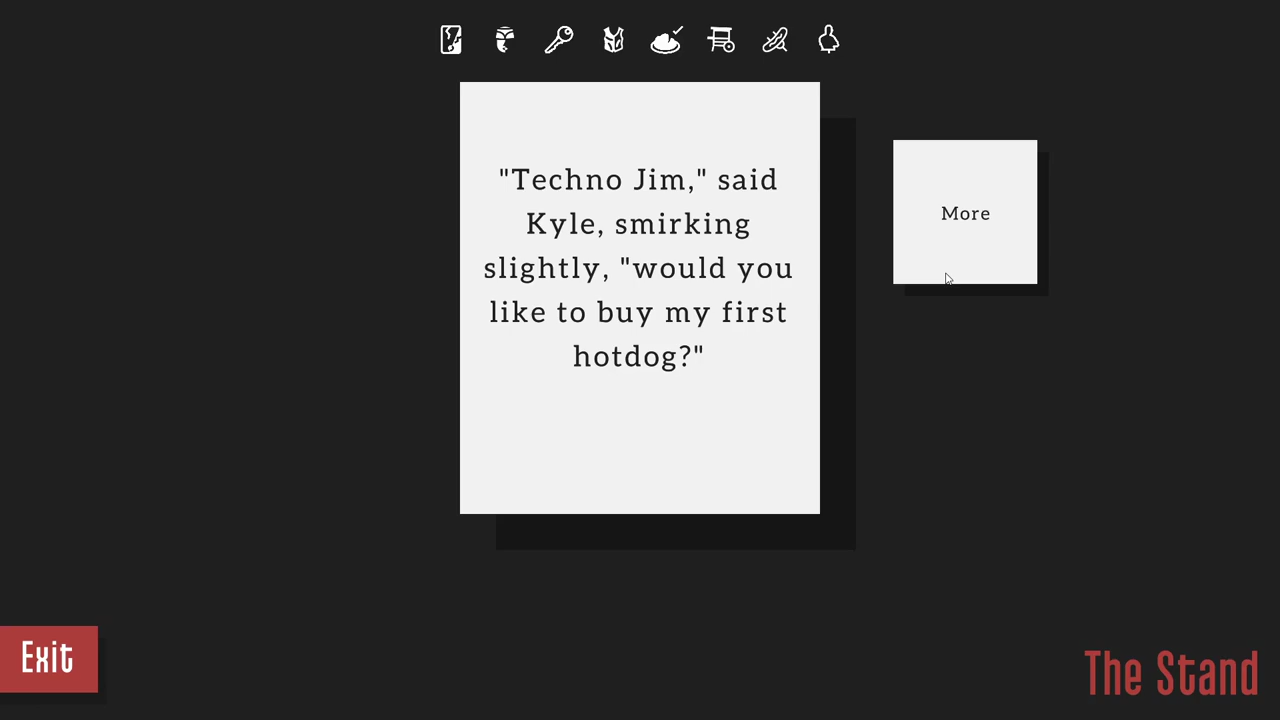 "Techno Jim," said
Kyle, smirking
slightly, "would you
like to buy my first
hotdog?"
More
Exit
The Stand